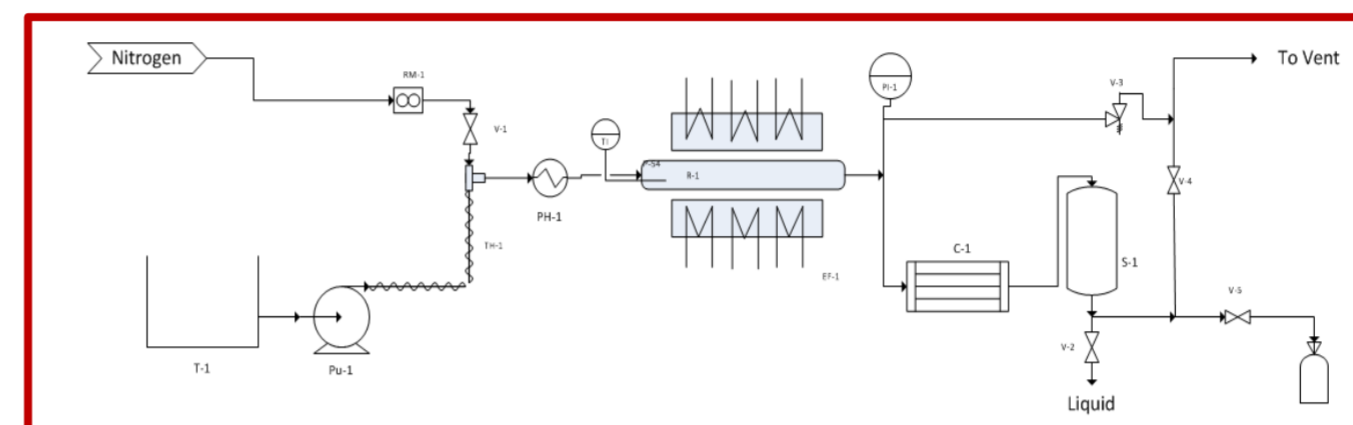 Nitrogen
To Vent
RM-1
V-1
PI-1
V-3
TI
P-54
R-1
V-4
PH-1
TH-1
EF-1
C-1
S-1
V-5
V-2
T-1
Pu-1
Liquid